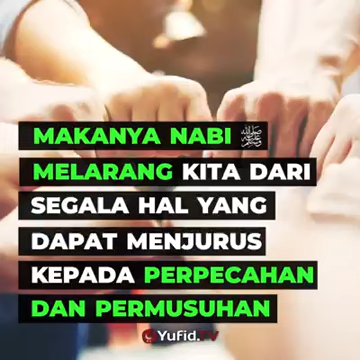 MAKANYA NABI ﷺ
MELARANG KITA DARI
SEGALA HAL YANG
DAPAT MENJURUS
KEPADA PERPECAHAN
DAN PERMUSUHAN
YuFid.TV